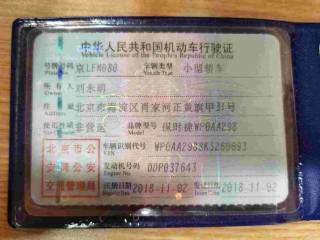 中华人民共和国机动车行驶证
Vehicle License of the People's Republic of China
号牌号码 京LFM080 车辆类型 小型轿车
Vehicle Type
所有人 刘永明
住址 北京市海淀区肖家河正黄旗甲31号
Address
使用性质 非营运 品牌型号 保时捷WP0AA298
北京市公 车辆识别代号
VIN
安局公安 发动机号码 DDP037643
Engine No.
交通管理局 注册日期 2018-11-02 发证日期 2018-11-02